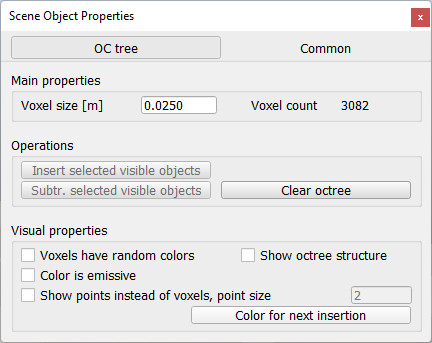 Scene Object Properties x
OC tree Common
Main properties
Voxel size [m] 0.0250 Voxel count 3082
Operations
Insert selected visible objects
Subtr. selected visible objects Clear octree
Visual properties
Voxels have random colors Show octree structure
Color is emissive
Show points instead of voxels, point size 2
Color for next insertion